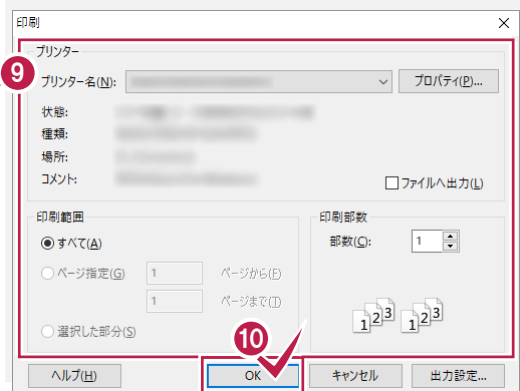 印刷
プリンター
9
プリンター名(N):
プロパティ(P)...
状態:
種類:
場所:
コメント:
ファイルへ出力(L)
印刷範囲
すべて(A)
ページ指定(G) 1 ページから(F)
1 ページまで(T)
選択した部分(S)
印刷部数
部数(C): 1
1 2 3 1 2 3
10
ヘルプ(H) OK キャンセル 出力設定...